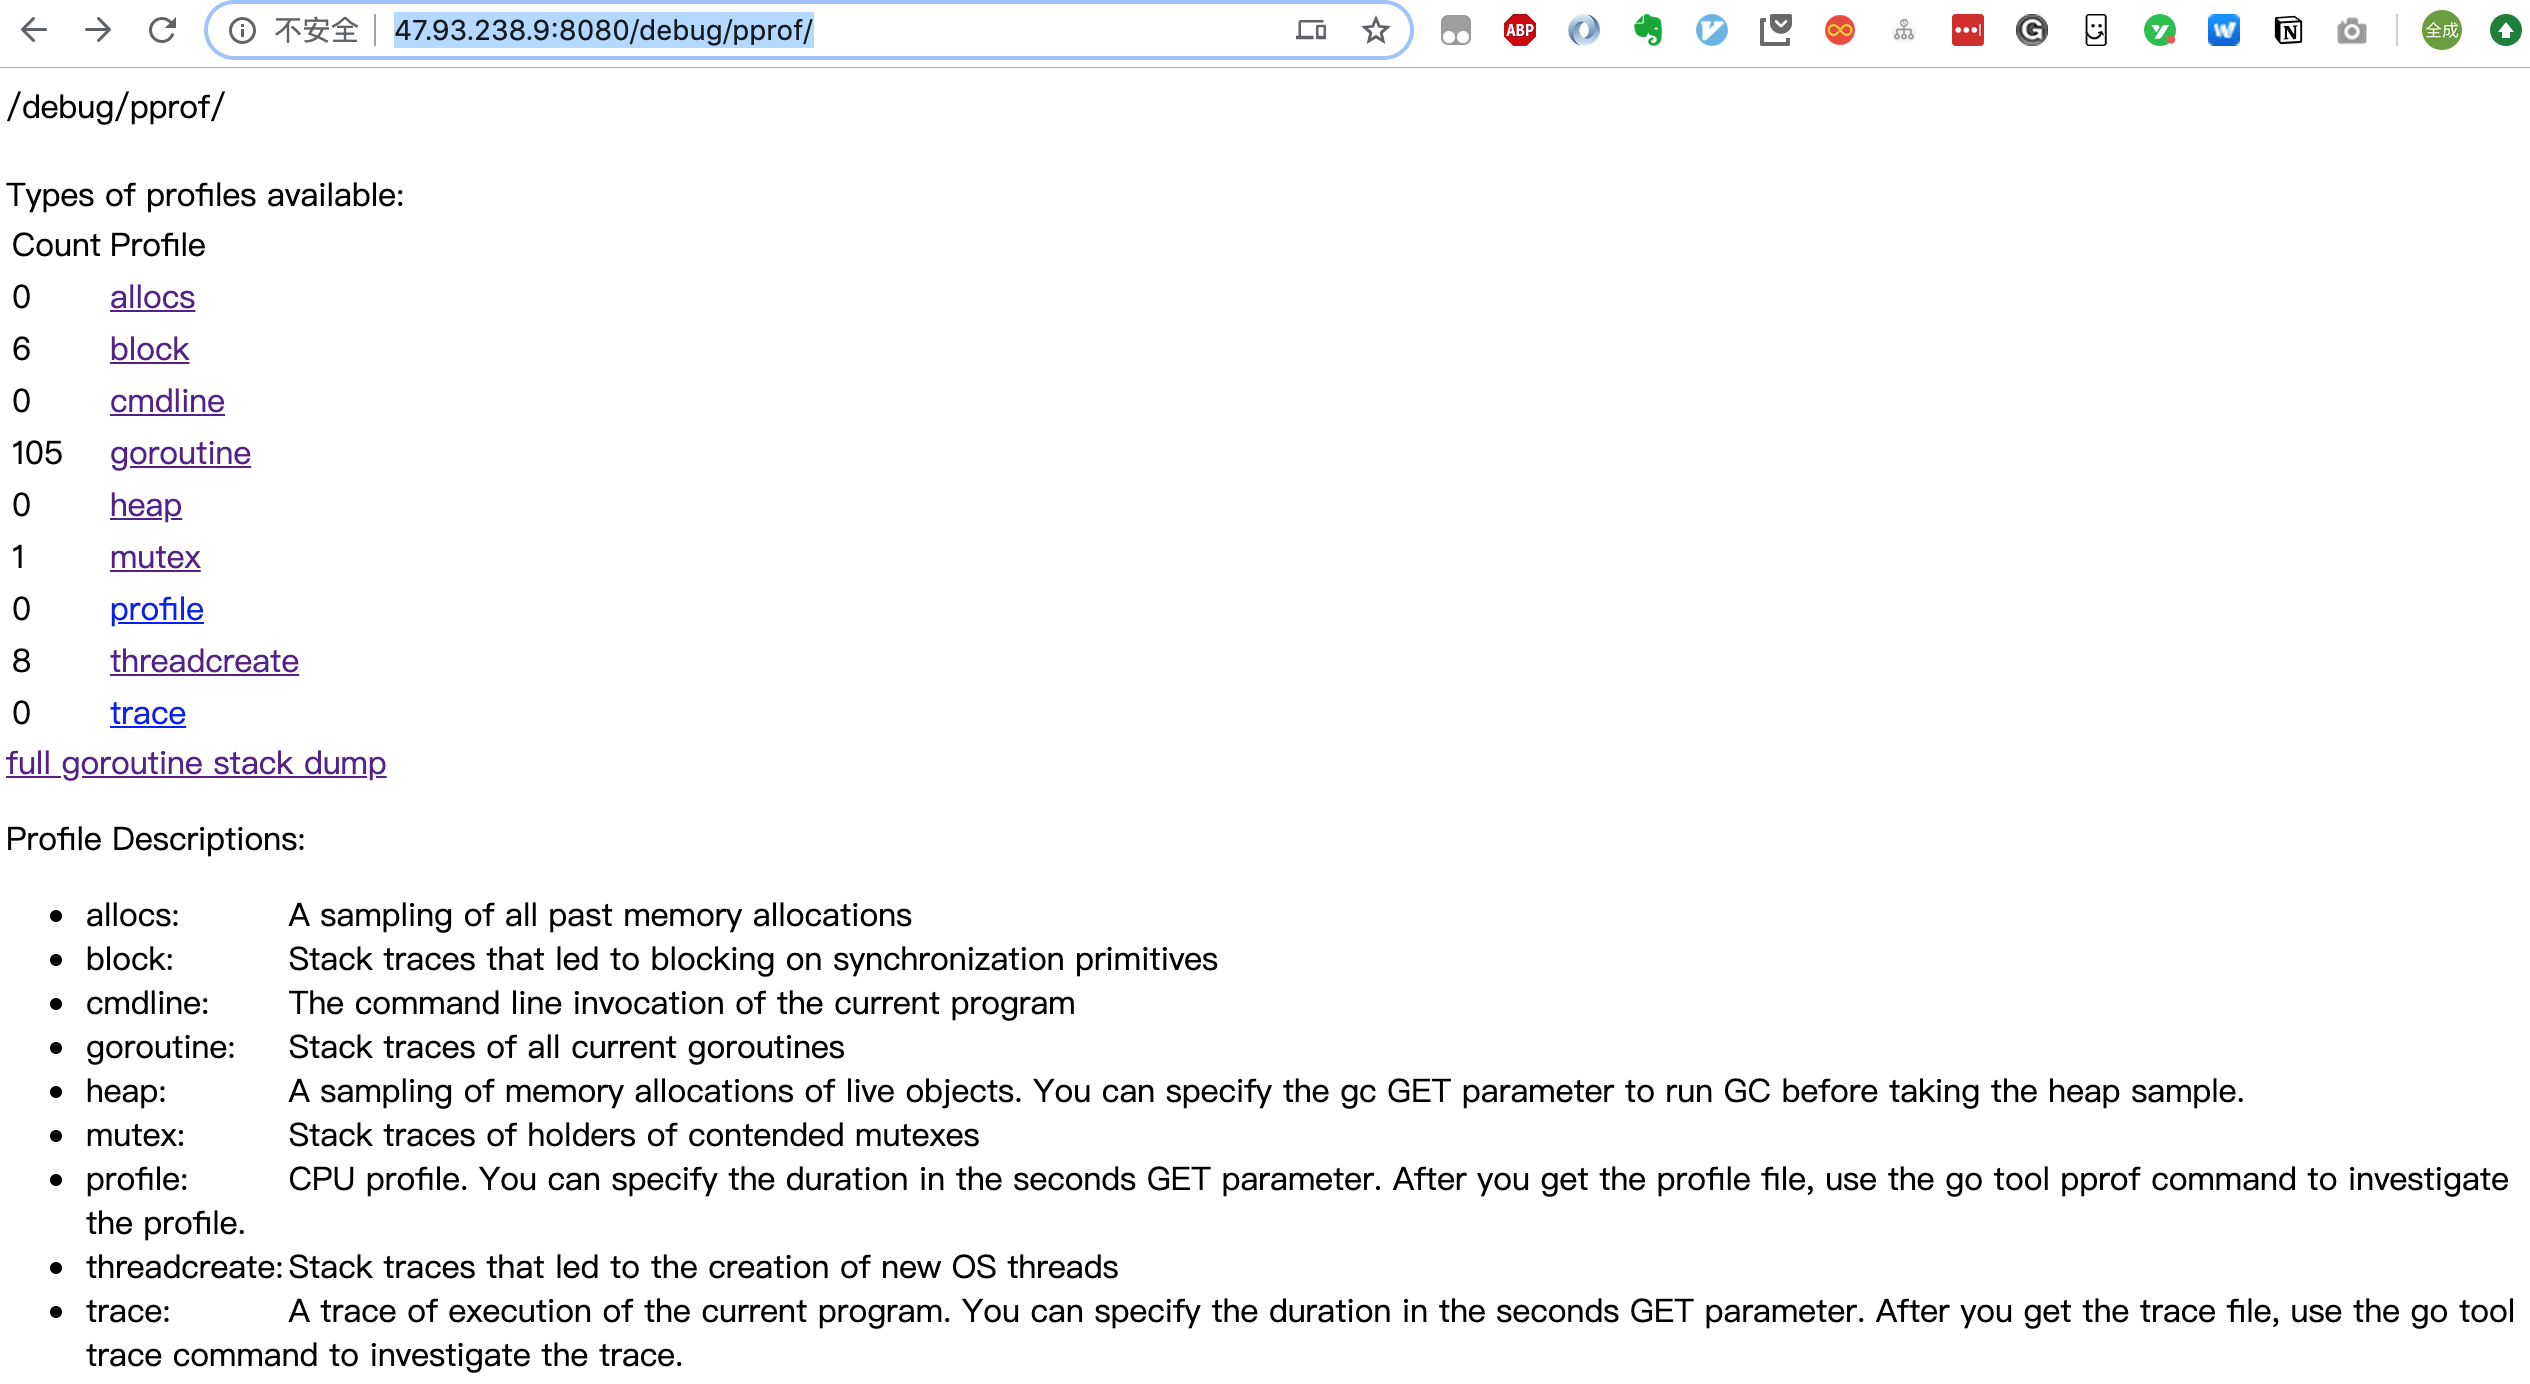 不安全 47.93.238.9:8080/debug/pprof/ ABP G y W N 全成
/debug/pprof/
Types of profiles available:
Count Profile
0 allocs
6 block
0 cmdline
105 goroutine
0 heap
1 mutex
0 profile
8 threadcreate
0 trace
full goroutine stack dump
Profile Descriptions:
• allocs: A sampling of all past memory allocations
• block: Stack traces that led to blocking on synchronization primitives
• cmdline: The command line invocation of the current program
• goroutine: Stack traces of all current goroutines
• heap: A sampling of memory allocations of live objects. You can specify the gc GET parameter to run GC before taking the heap sample.
• mutex: Stack traces of holders of contended mutexes
• profile: CPU profile. You can specify the duration in the seconds GET parameter. After you get the profile file, use the go tool pprof command to investigate
the profile.
• threadcreate: Stack traces that led to the creation of new OS threads
• trace: A trace of execution of the current program. You can specify the duration in the seconds GET parameter. After you get the trace file, use the go tool
trace command to investigate the trace.